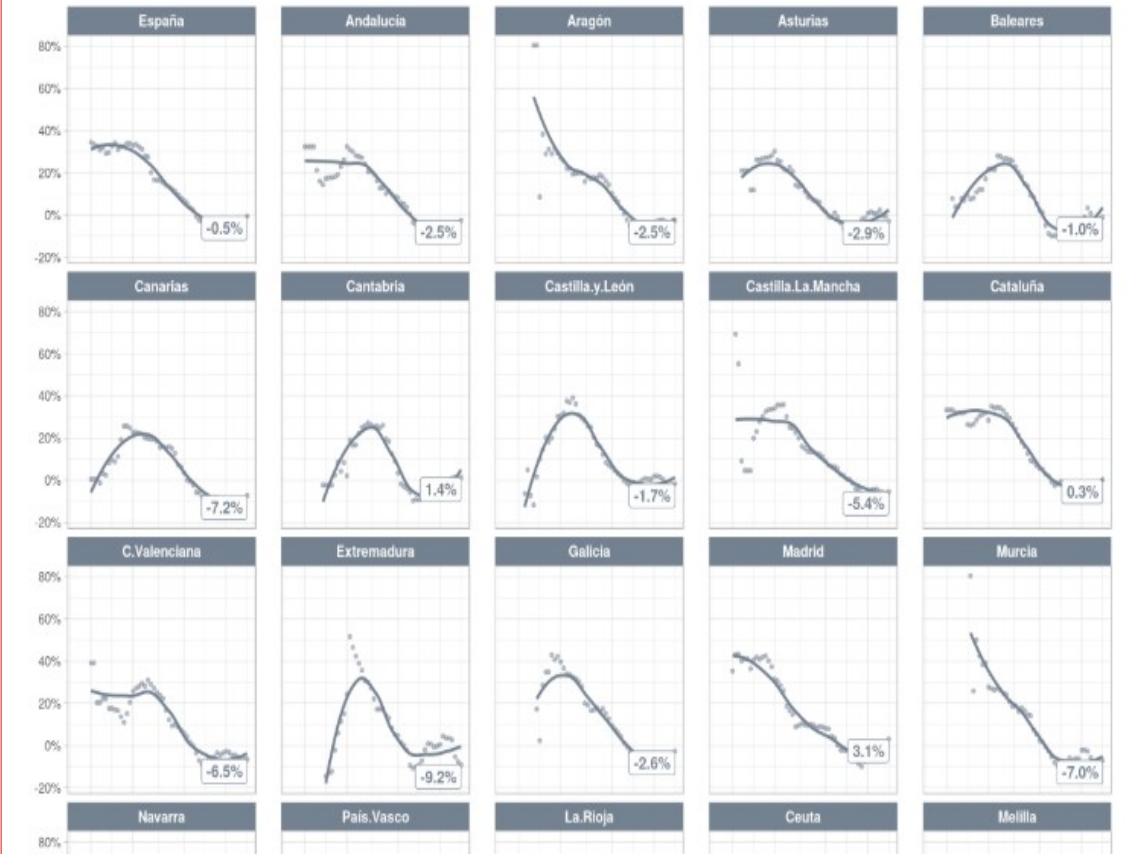 España Andalucía Aragón Asturias Baleares
80%
60%
40%
20%
0%
-20%
-0.5% -2.5% -2.5% -2.9% -1.0%
Canarias Cantabria Castilla.y.León Castilla.La.Mancha Cataluña
80%
60%
40%
20%
0%
-20%
-7.2% 1.4% -1.7% -5.4% 0.3%
C.Valenciana Extremadura Galicia Madrid Murcia
80%
60%
40%
20%
0%
-20%
-6.5% -9.2% -2.6% 3.1% -7.0%
Navarra País.Vasco La.Rioja Ceuta Melilla
80%